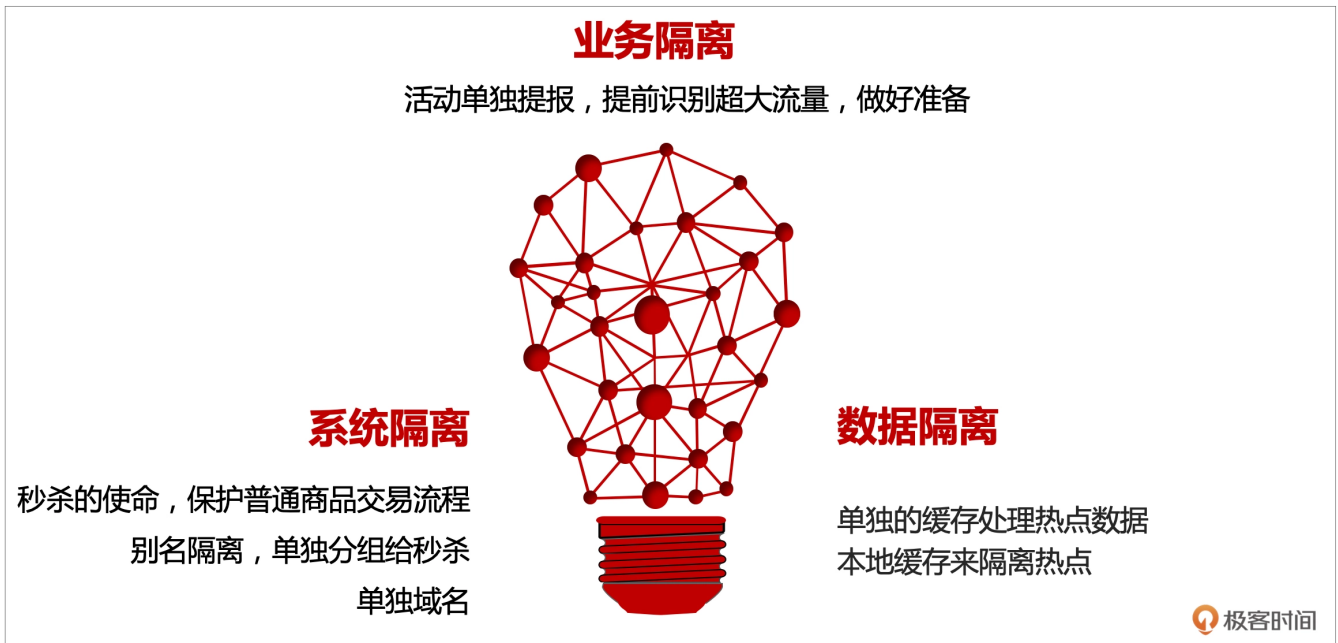 业务隔离
活动单独提报，提前识别超大流量，做好准备
系统隔离
秒杀的使命，保护普通商品交易流程
别名隔离，单独分组给秒杀
单独域名
数据隔离
单独的缓存处理热点数据
本地缓存来隔离热点
极客时间